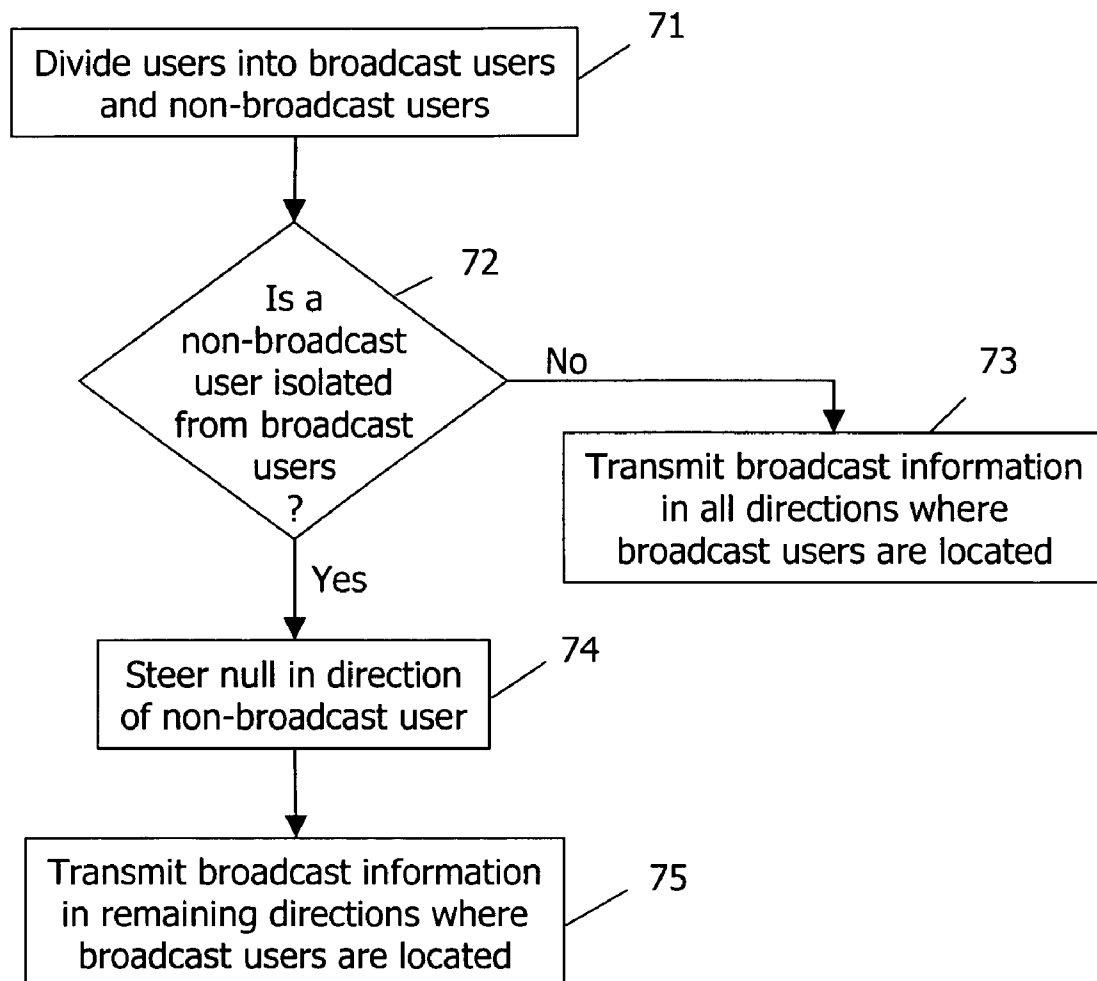 71
Divide users into broadcast users
and non-broadcast users
72
Is a
non-broadcast
user isolated
from broadcast
users
?
No
73
Transmit broadcast information
in all directions where
broadcast users are located
Yes
74
Steer null in direction
of non-broadcast user
75
Transmit broadcast information
in remaining directions where
broadcast users are located